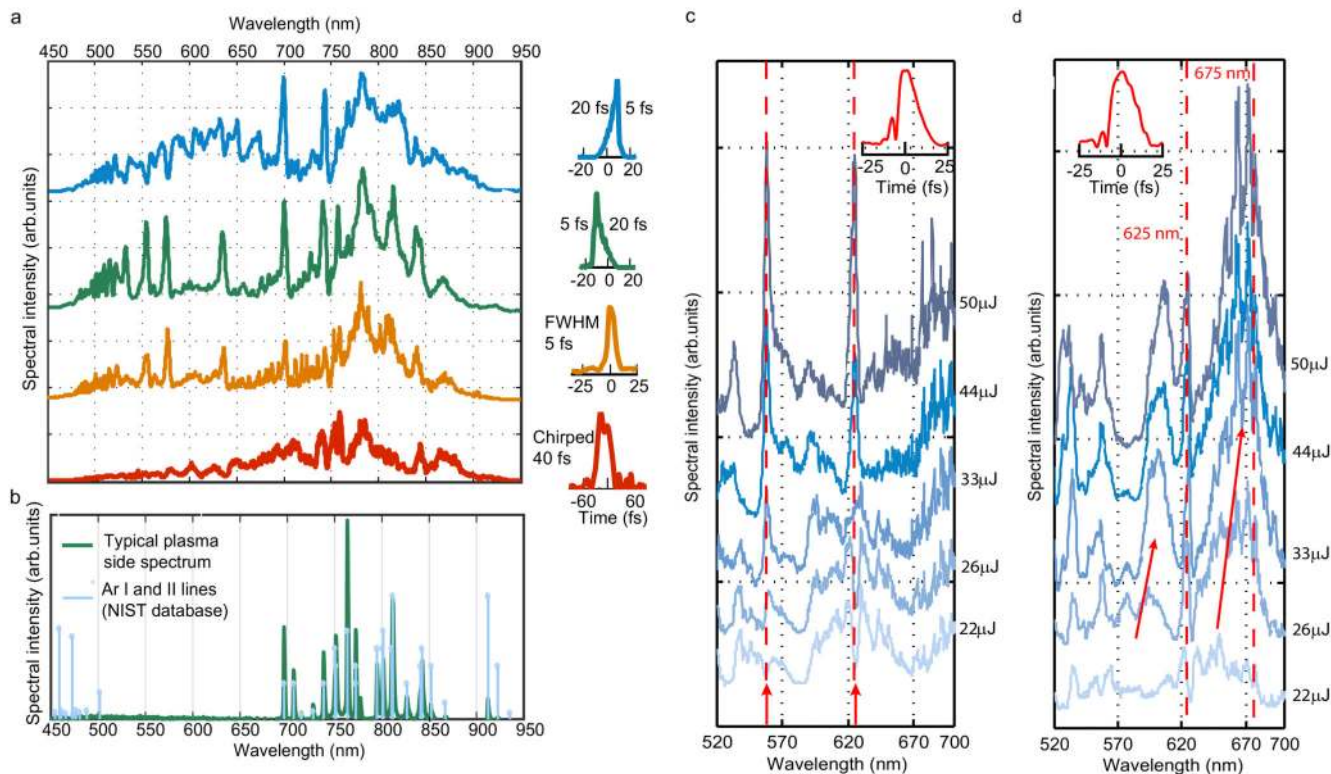 a
Wavelength (nm)
450 500 550 600 650 700 750 800 850 900 950
Spectral intensity (arb.units)
20 fs 5 fs
-20 0 20
5 fs 20 fs
-20 0 20
FWHM
5 fs
-25 0 25
Chirped
40 fs
-60 0 60
Time (fs)
b
Spectral intensity (arb.units)
Typical plasma
side spectrum
Ar I and II lines
(NIST database)
450 500 550 600 650 700 750 800 850 900 950
Wavelength (nm)
c
Spectral intensity (arb.units)
-25 0 25
Time (fs)
50μJ
44μJ
33μJ
26μJ
22μJ
520 570 620 670 700
Wavelength (nm)
d
Spectral intensity (arb.units)
675 nm
-25 0 25
Time (fs)
625 nm
50μJ
44μJ
33μJ
26μJ
22μJ
520 570 620 670 700
Wavelength (nm)